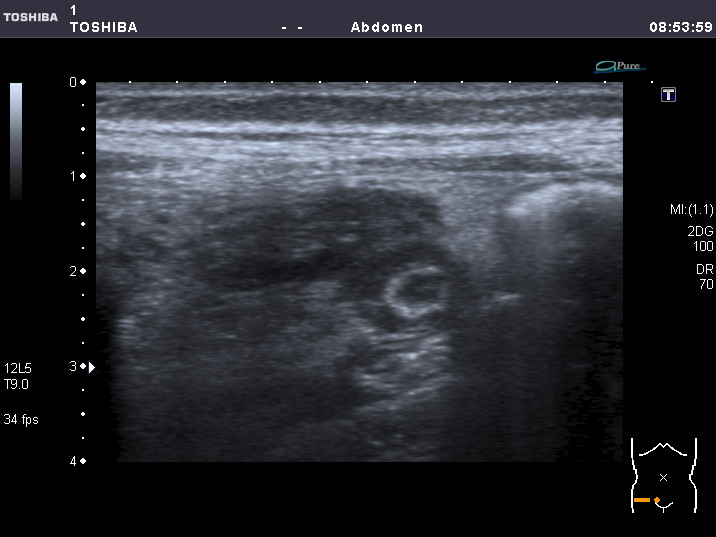 TOSHIBA
1
TOSHIBA - - Abdomen 08:53:59
Pure
T
0
1
2
3
4
MI:(1.1)
2DG
100
DR
70
12L5
T9.0
34 fps